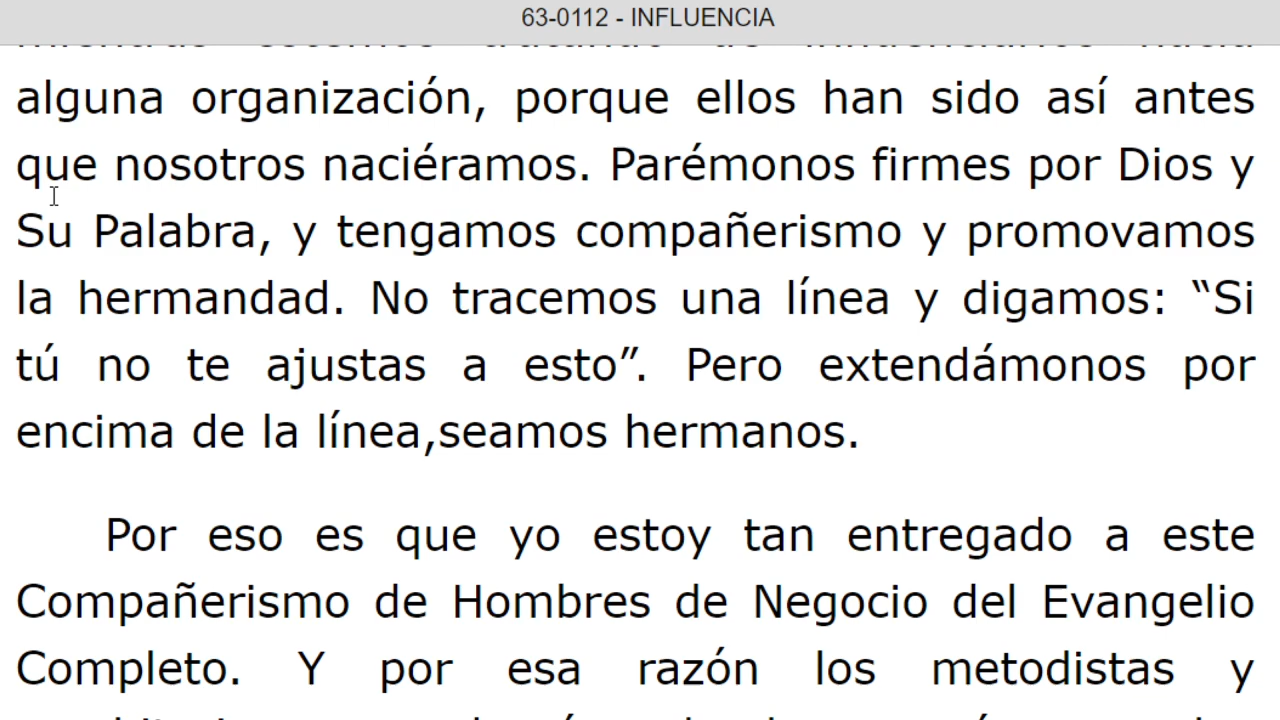 63-0112 - INFLUENCIA
alguna organización, porque ellos han sido así antes
que nosotros naciéramos. Parémonos firmes por Dios y
Su Palabra, y tengamos compañerismo y promovamos
la hermandad. No tracemos una línea y digamos: “Si
tú no te ajustas a esto”. Pero extendámonos por
encima de la línea,seamos hermanos.
Por eso es que yo estoy tan entregado a este
Compañerismo de Hombres de Negocio del Evangelio
Completo. Y por esa razón los metodistas y